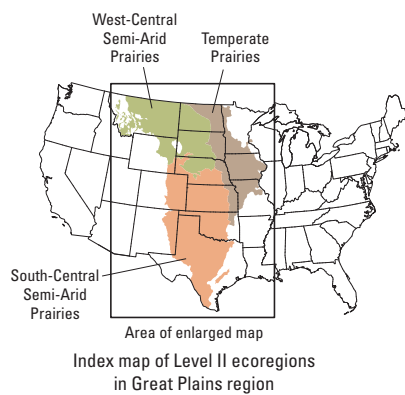 West-Central
Semi-Arid
Prairies
Temperate
Prairies
South-Central
Semi-Arid
Prairies
Area of enlarged map
Index map of Level II ecoregions
in Great Plains region